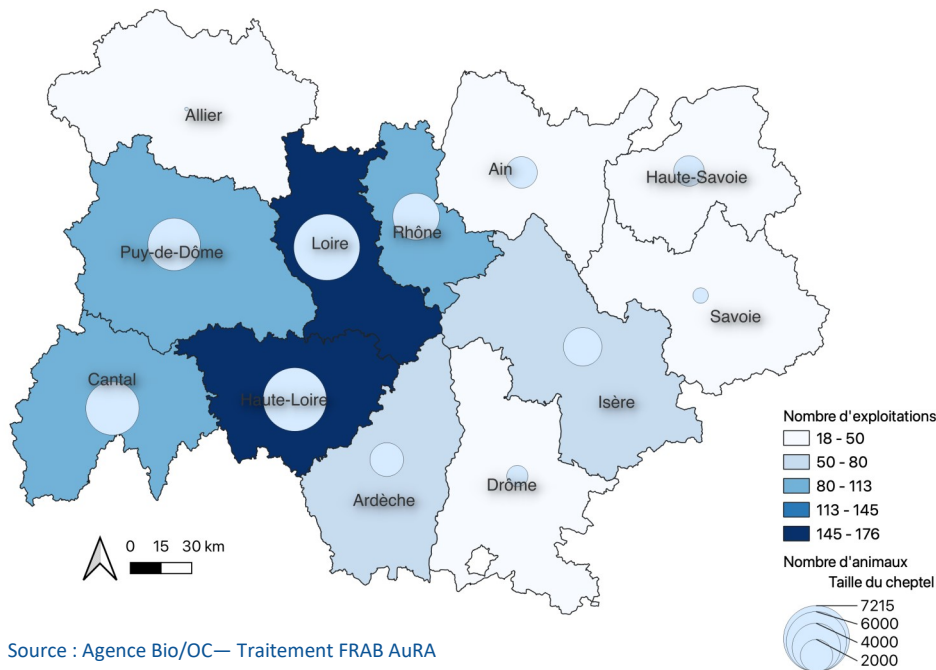 Allier
Ain
Haute-Savoie
Puy-de-Dôme
Loire
Rhône
Savoie
Cantal
Haute-Loire
Isère
Ardèche
Drôme
0 15 30 km
Nombre d'exploitations
18 - 50
50 - 80
80 - 113
113 - 145
145 - 176
Nombre d'animaux
Taille du cheptel
7215
6000
4000
2000
Source : Agence Bio/OC— Traitement FRAB AuRA